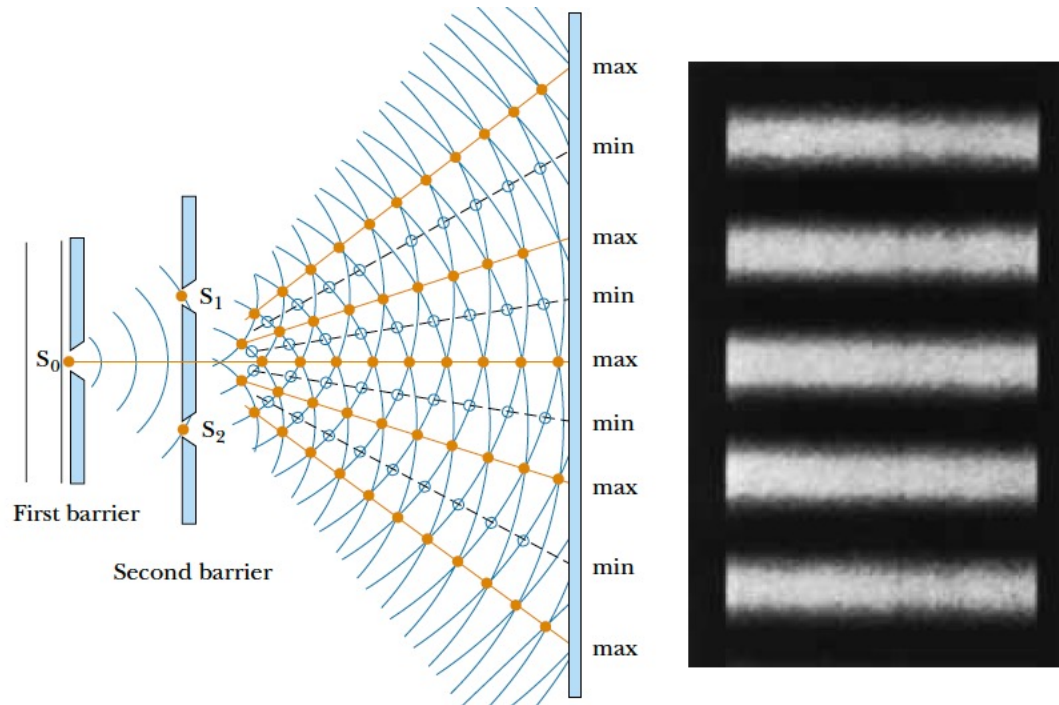 max
min
max
S₁
min
S₀
max
S₂
min
max
First barrier
min
Second barrier
max